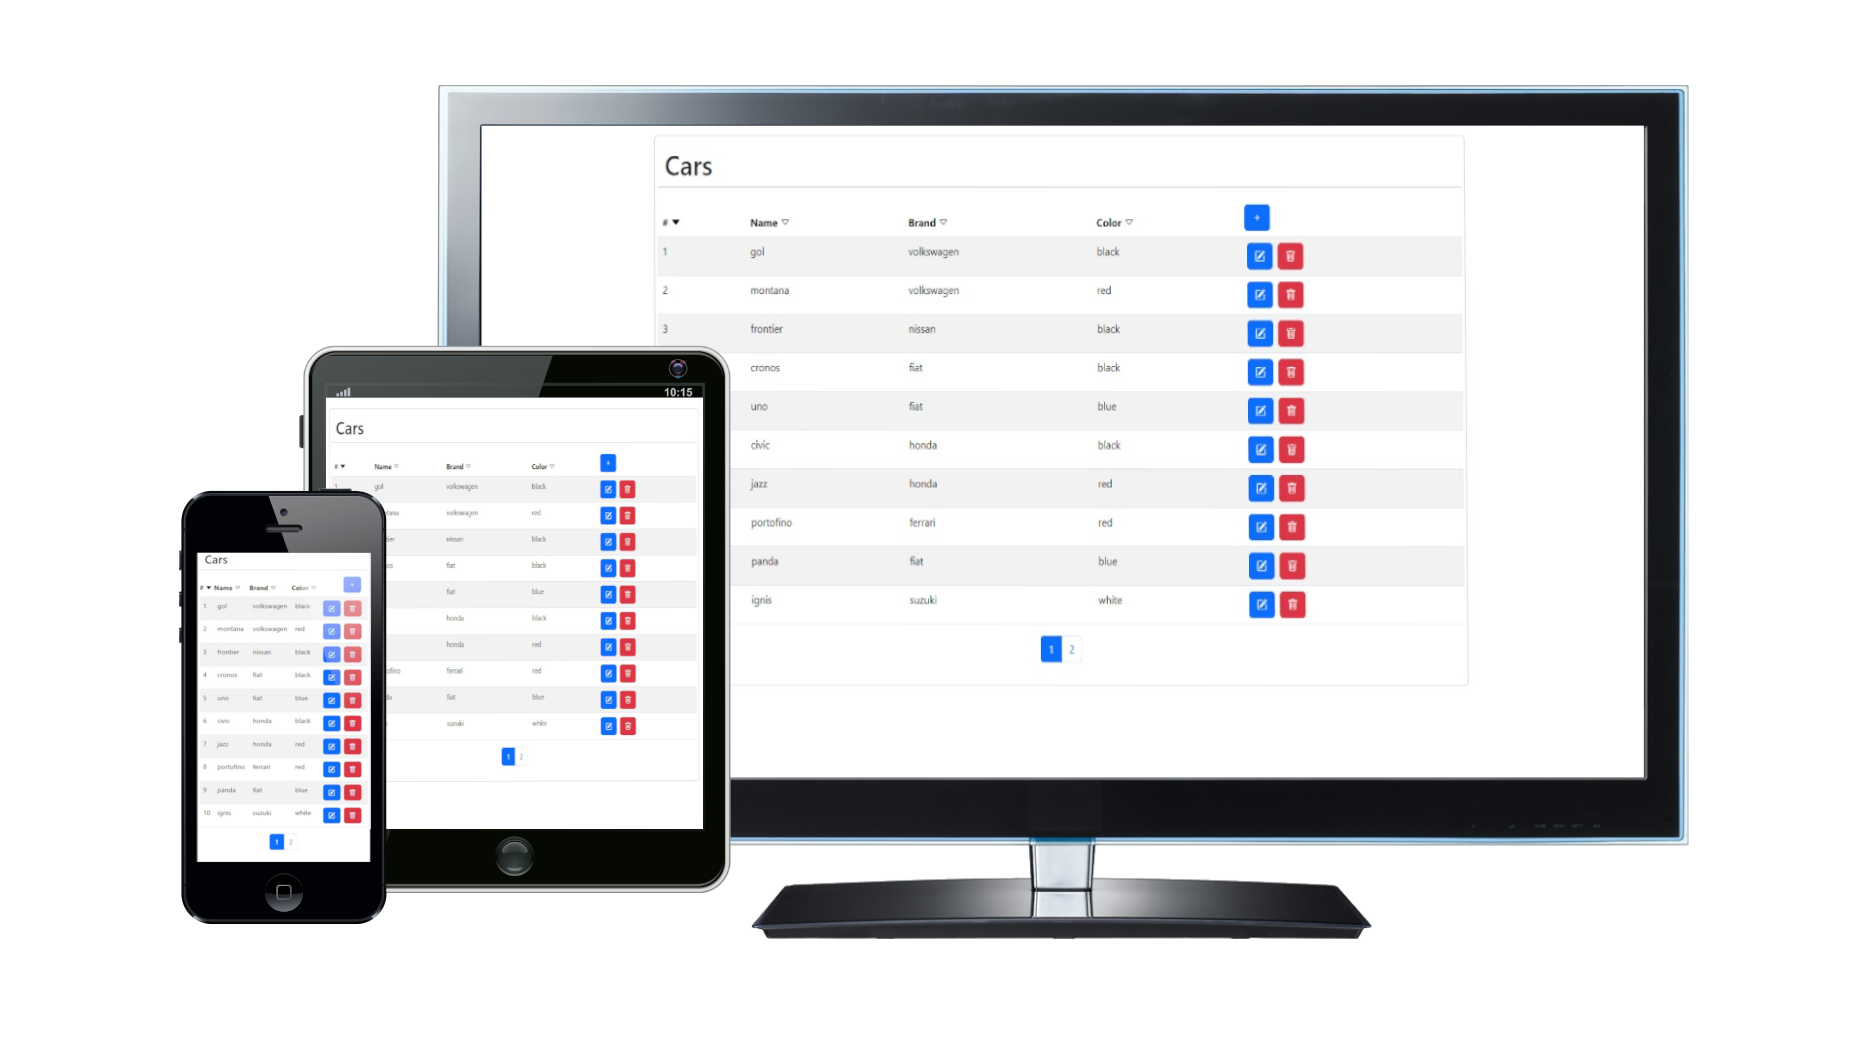 Cars
# Name Brand Color +
1 gol volkswagen black
2 montana volkswagen red
3 frontier nissan black
cronos fiat black
uno fiat blue
civic honda black
jazz honda red
portofino ferrari red
panda fiat blue
ignis suzuki white
1 2
10:15
Cars
# Name Brand Color +
1 gol volkswagen black
tana volkswagen red
tier nissan black
os fiat black
fiat blue
honda black
honda red
ofino ferrari red
da fiat blue
s suzuki white
1 2
Cars
# Name Brand Color +
1 gol volkswagen black
2 montana volkswagen red
3 frontier nissan black
4 cronos fiat black
5 uno fiat blue
6 civic honda black
7 jazz honda red
8 portofino ferrari red
9 panda fiat blue
10 ignis suzuki white
1 2